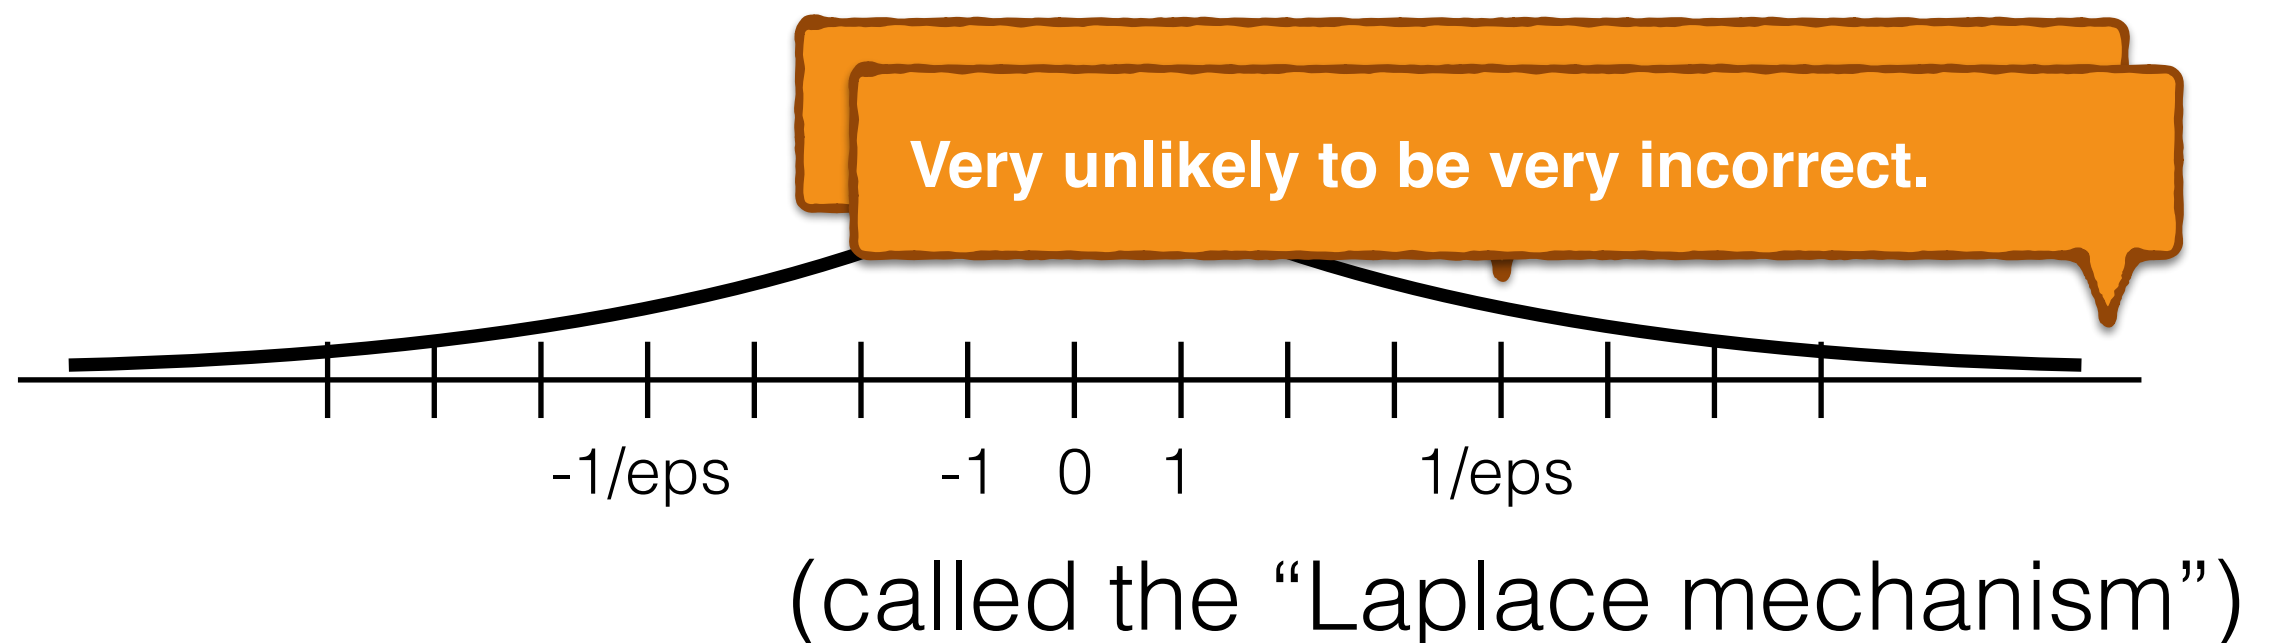 Very unlikely to be very incorrect.
-1/eps -1 0 1 1/eps
(called the “Laplace mechanism”)